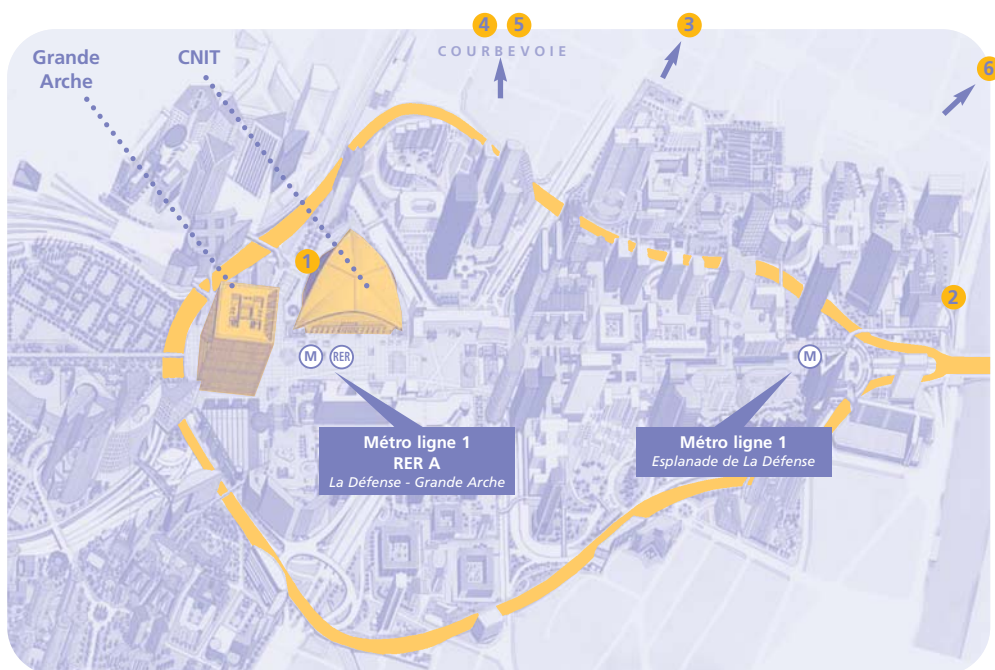 4 5
3
COURBEVOIE
Grande
Arche
CNIT
6
1
2
M RER
M
Métro ligne 1
RER A
La Défense - Grande Arche
Métro ligne 1
Esplanade de La Défense